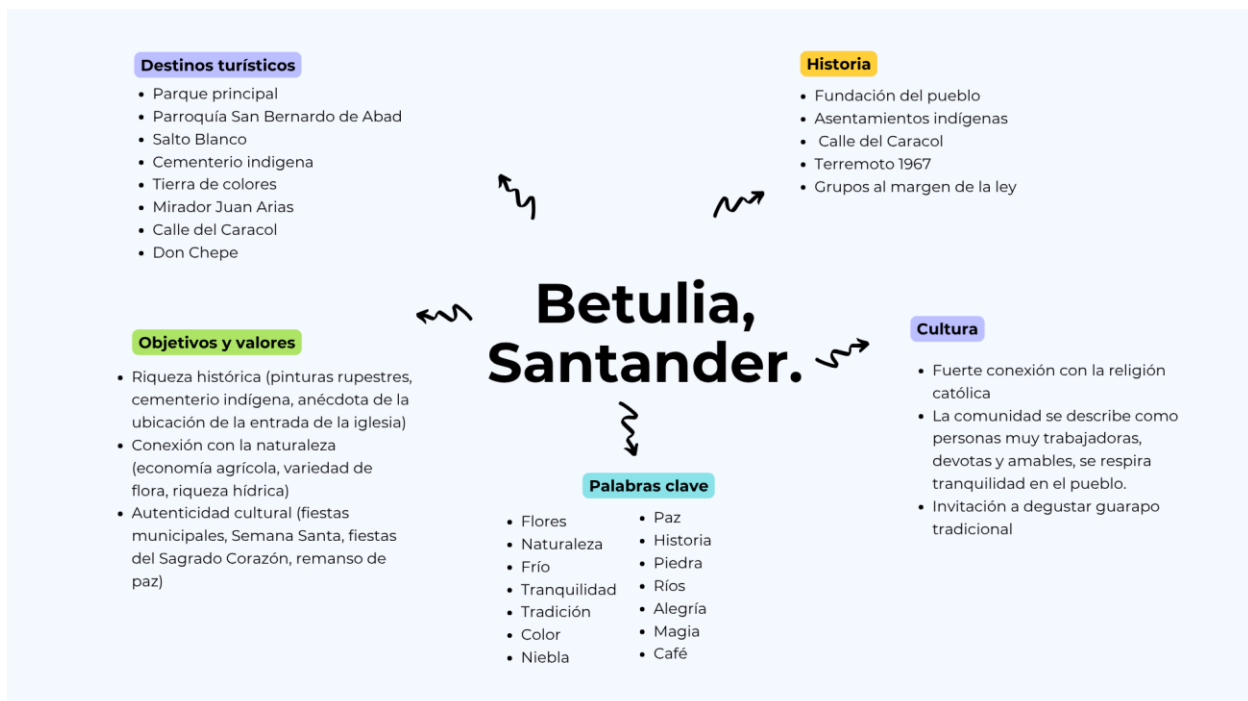 Destinos turísticos
• Parque principal
• Parroquía San Bernardo de Abad
• Salto Blanco
• Cementerio indigena
• Tierra de colores
• Mirador Juan Arias
• Calle del Caracol
• Don Chepe
Historia
• Fundación del pueblo
• Asentamientos indígenas
• Calle del Caracol
• Terremoto 1967
• Grupos al margen de la ley
Betulia,
Santander.
Objetivos y valores
• Riqueza histórica (pinturas rupestres,
cementerio indígena, anécdota de la
ubicación de la entrada de la iglesia)
• Conexión con la naturaleza
(economía agrícola, variedad de
flora, riqueza hídrica)
• Autenticidad cultural (fiestas
municipales, Semana Santa, fiestas
del Sagrado Corazón, remanso de
paz)
Cultura
• Fuerte conexión con la religión
católica
• La comunidad se describe como
personas muy trabajadoras,
devotas y amables, se respira
tranquilidad en el pueblo.
• Invitación a degustar guarapo
tradicional
Palabras clave
• Flores
• Naturaleza
• Frío
• Tranquilidad
• Tradición
• Color
• Niebla
• Paz
• Historia
• Piedra
• Ríos
• Alegría
• Magia
• Café